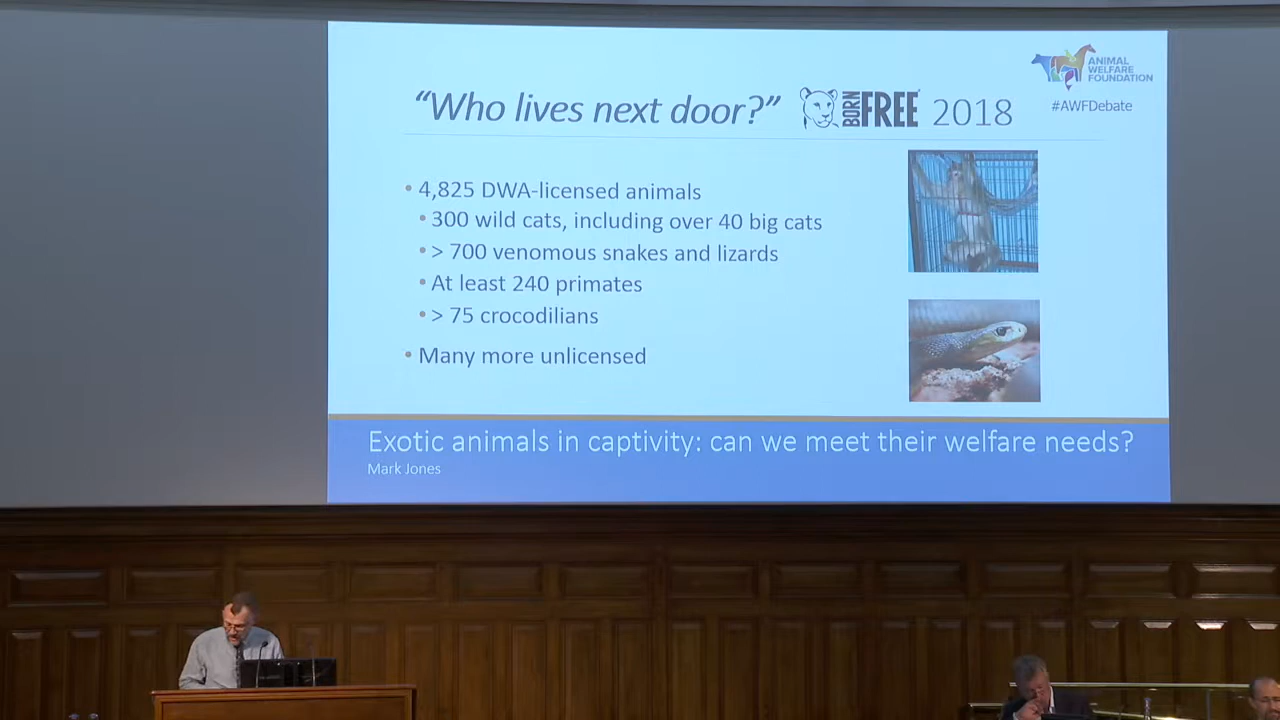 ANIMAL
WELFARE
FOUNDATION
#AWFDebate
“Who lives next door?” BORN FREE 2018
• 4,825 DWA-licensed animals
• 300 wild cats, including over 40 big cats
• > 700 venomous snakes and lizards
• At least 240 primates
• > 75 crocodilians
• Many more unlicensed
Exotic animals in captivity: can we meet their welfare needs?
Mark Jones